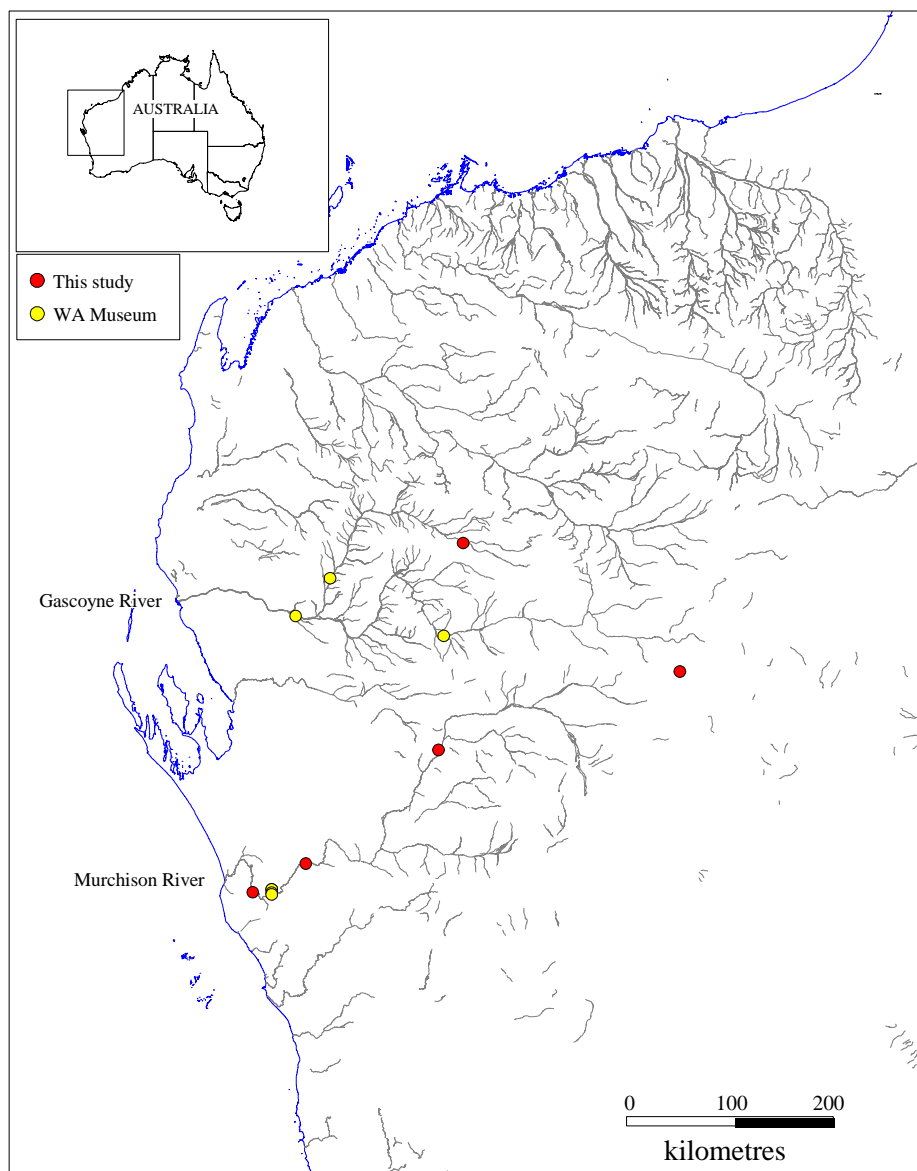 AUSTRALIA
This study
WA Museum
Gascoyne River
Murchison River
0 100 200
kilometres